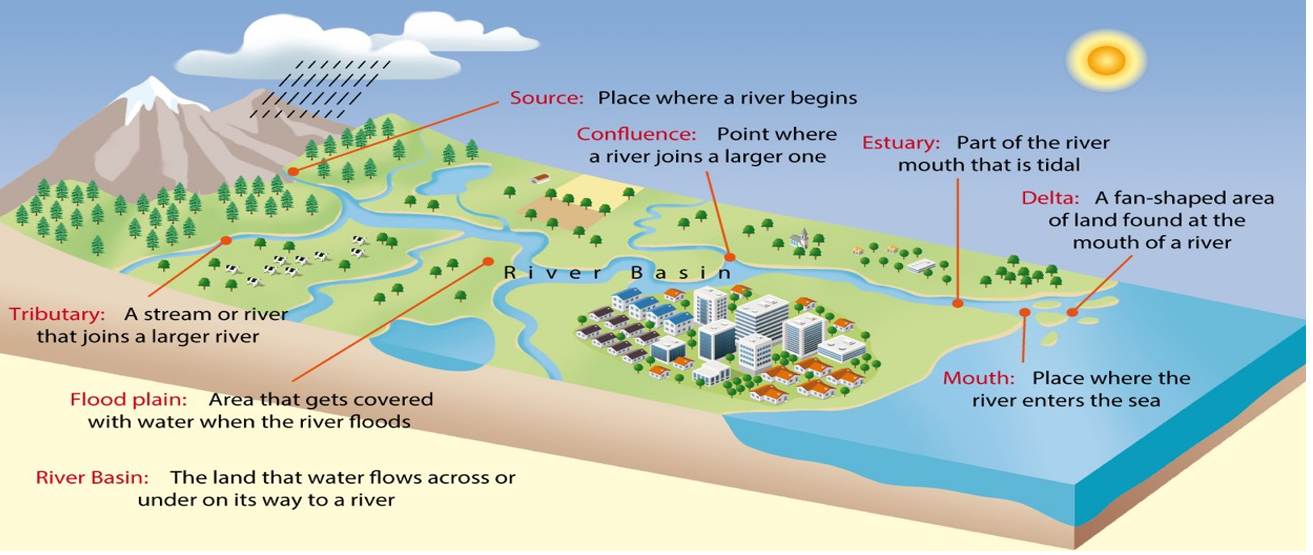 Source: Place where a river begins
Confluence: Point where
a river joins a larger one
Estuary: Part of the river
mouth that is tidal
Delta: A fan-shaped area
of land found at the
mouth of a river
River Basin
Tributary: A stream or river
that joins a larger river
Mouth: Place where the
river enters the sea
Flood plain: Area that gets covered
with water when the river floods
River Basin: The land that water flows across or
under on its way to a river